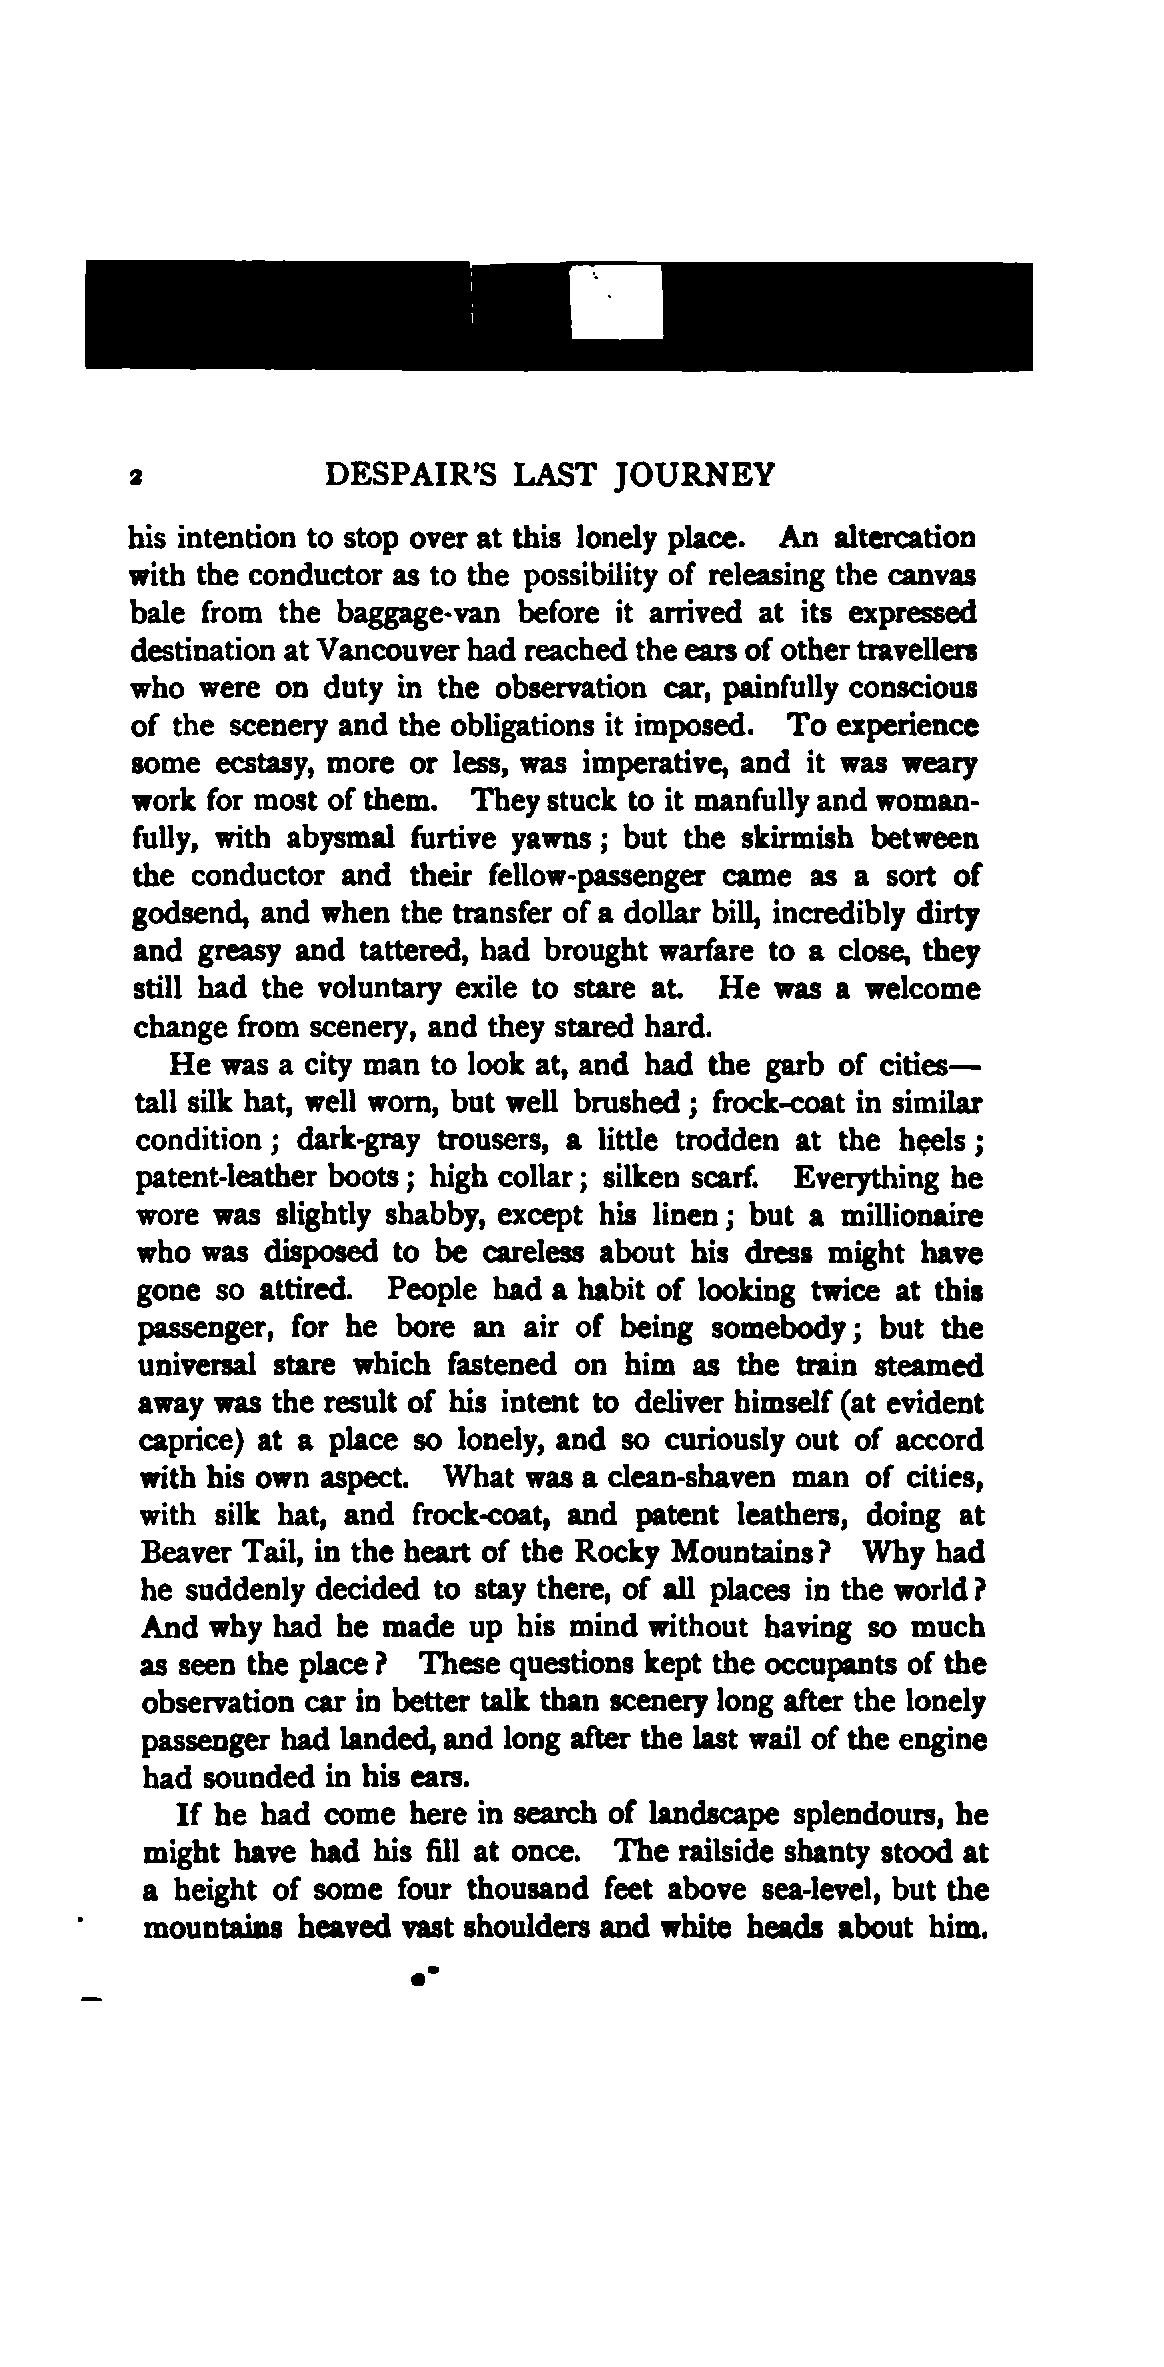 2 DESPAIR'S LAST JOURNEY
his intention to stop over at this lonely place. An altercation
with the conductor as to the possibility of releasing the canvas
bale from the baggage-van before it arrived at its expressed
destination at Vancouver had reached the ears of other travellers
who were on duty in the observation car, painfully conscious
of the scenery and the obligations it imposed. To experience
some ecstasy, more or less, was imperative, and it was weary
work for most of them. They stuck to it manfully and woman-
fully, with abysmal furtive yawns; but the skirmish between
the conductor and their fellow-passenger came as a sort of
godsend, and when the transfer of a dollar bill, incredibly dirty
and greasy and tattered, had brought warfare to a close, they
still had the voluntary exile to stare at. He was a welcome
change from scenery, and they stared hard.
He was a city man to look at, and had the garb of cities—
tall silk hat, well worn, but well brushed; frock-coat in similar
condition; dark-gray trousers, a little trodden at the heels;
patent-leather boots; high collar; silken scarf. Everything he
wore was slightly shabby, except his linen; but a millionaire
who was disposed to be careless about his dress might have
gone so attired. People had a habit of looking twice at this
passenger, for he bore an air of being somebody; but the
universal stare which fastened on him as the train steamed
away was the result of his intent to deliver himself (at evident
caprice) at a place so lonely, and so curiously out of accord
with his own aspect. What was a clean-shaven man of cities,
with silk hat, and frock-coat, and patent leathers, doing at
Beaver Tail, in the heart of the Rocky Mountains? Why had
he suddenly decided to stay there, of all places in the world?
And why had he made up his mind without having so much
as seen the place? These questions kept the occupants of the
observation car in better talk than scenery long after the lonely
passenger had landed, and long after the last wail of the engine
had sounded in his ears.
If he had come here in search of landscape splendours, he
might have had his fill at once. The railside shanty stood at
a height of some four thousand feet above sea-level, but the
mountains heaved vast shoulders and white heads about him.